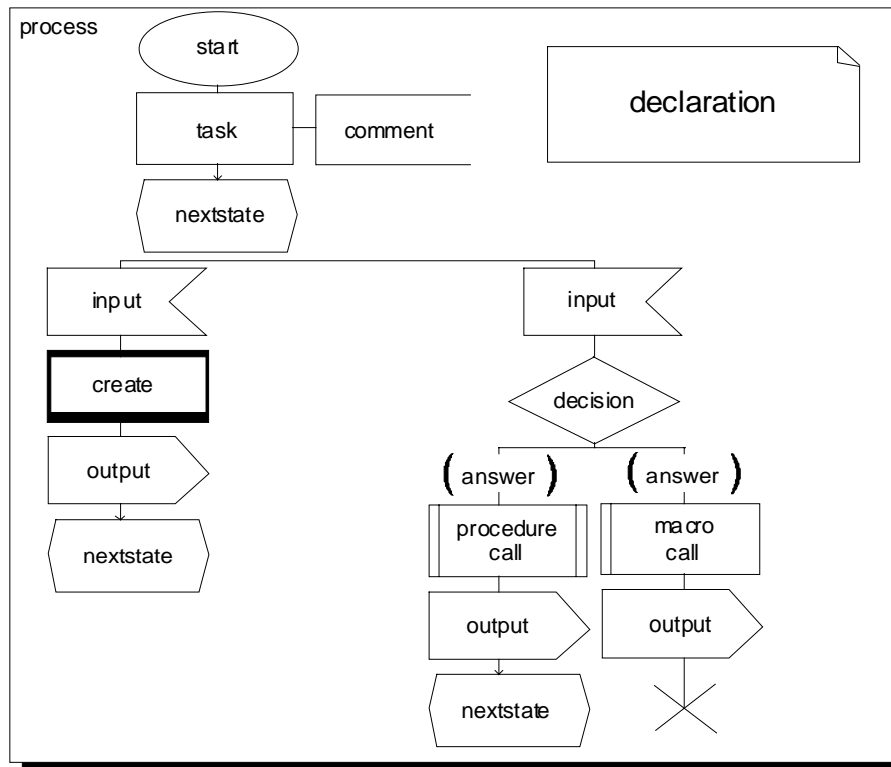 process
start
declaration
task
comment
nextstate
input
input
create
decision
output
( answer )
( answer )
procedure
call
macro
call
nextstate
output
output
nextstate